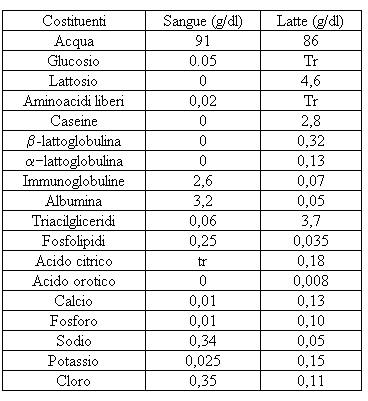 Costituenti Sangue (g/dl) Latte (g/dl)
Acqua 91 86
Glucosio 0.05 Tr
Lattosio 0 4,6
Aminoacidi liberi 0,02 Tr
Caseine 0 2,8
β-lattoglobulina 0 0,32
α−lattoglobulina 0 0,13
Immunoglobuline 2,6 0,07
Albumina 3,2 0,05
Triacilgliceridi 0,06 3,7
Fosfolipidi 0,25 0,035
Acido citrico tr 0,18
Acido orotico 0 0,008
Calcio 0,01 0,13
Fosforo 0,01 0,10
Sodio 0,34 0,05
Potassio 0,025 0,15
Cloro 0,35 0,11